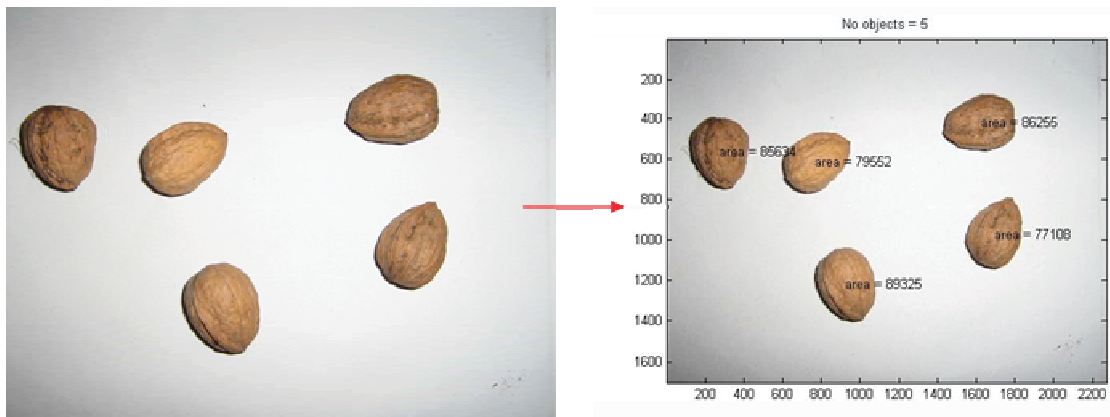 No objects = 5
200
400
area = 86255
area = 85634
600
area = 79552
800
1000
area = 77108
1200
area = 89325
1400
1600
200 400 600 800 1000 1200 1400 1600 1800 2000 2200